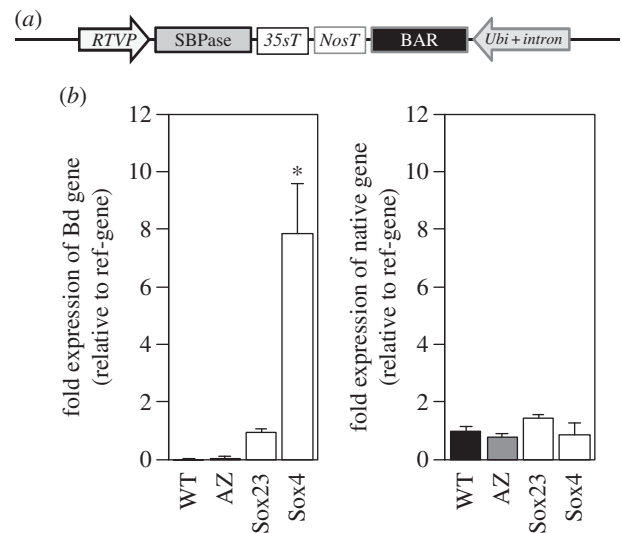 (a)
RTVP SBPase 35sT NosT BAR Ubi + intron
(b)
fold expression of Bd gene
(relative to ref-gene)
12
10
8
6
4
2
0
*
WT AZ Sox23 Sox4
fold expression of native gene
(relative to ref-gene)
12
10
8
6
4
2
0
WT AZ Sox23 Sox4